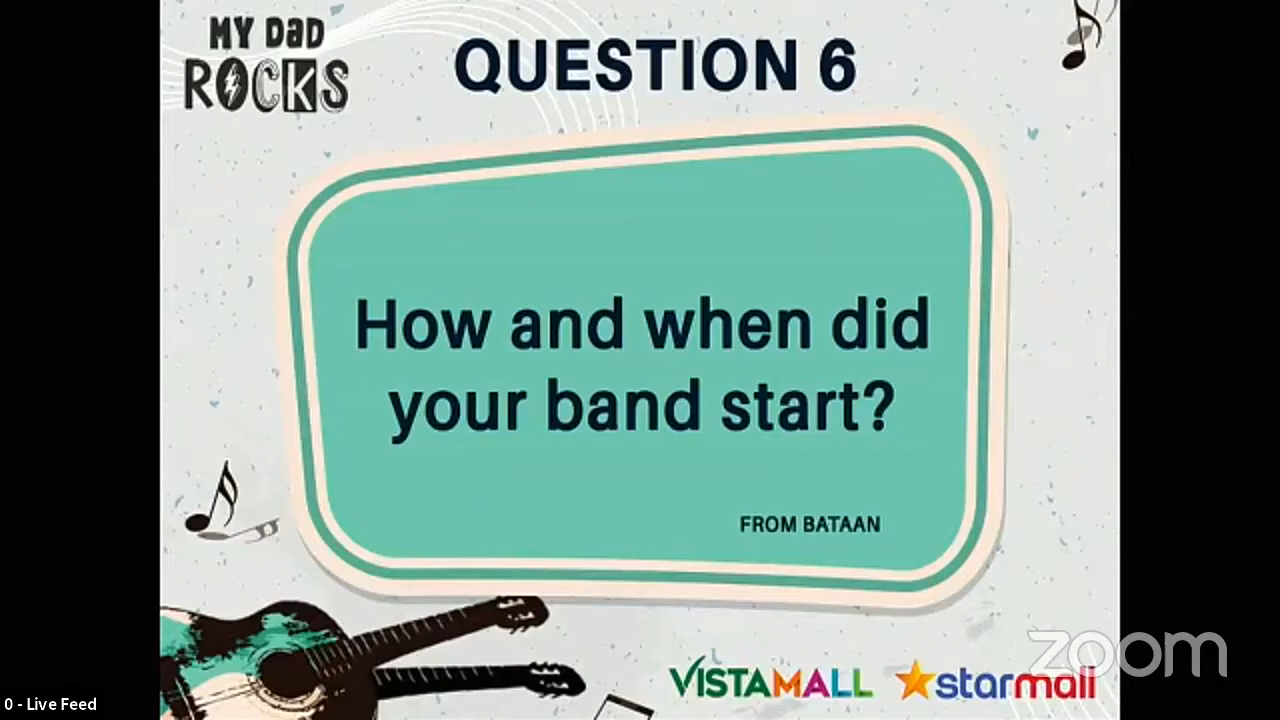 MY DaD
ROCKS
QUESTION 6
How and when did
your band start?
FROM BATAAN
VISTAMALL
starmall
zoom
0 - Live Feed